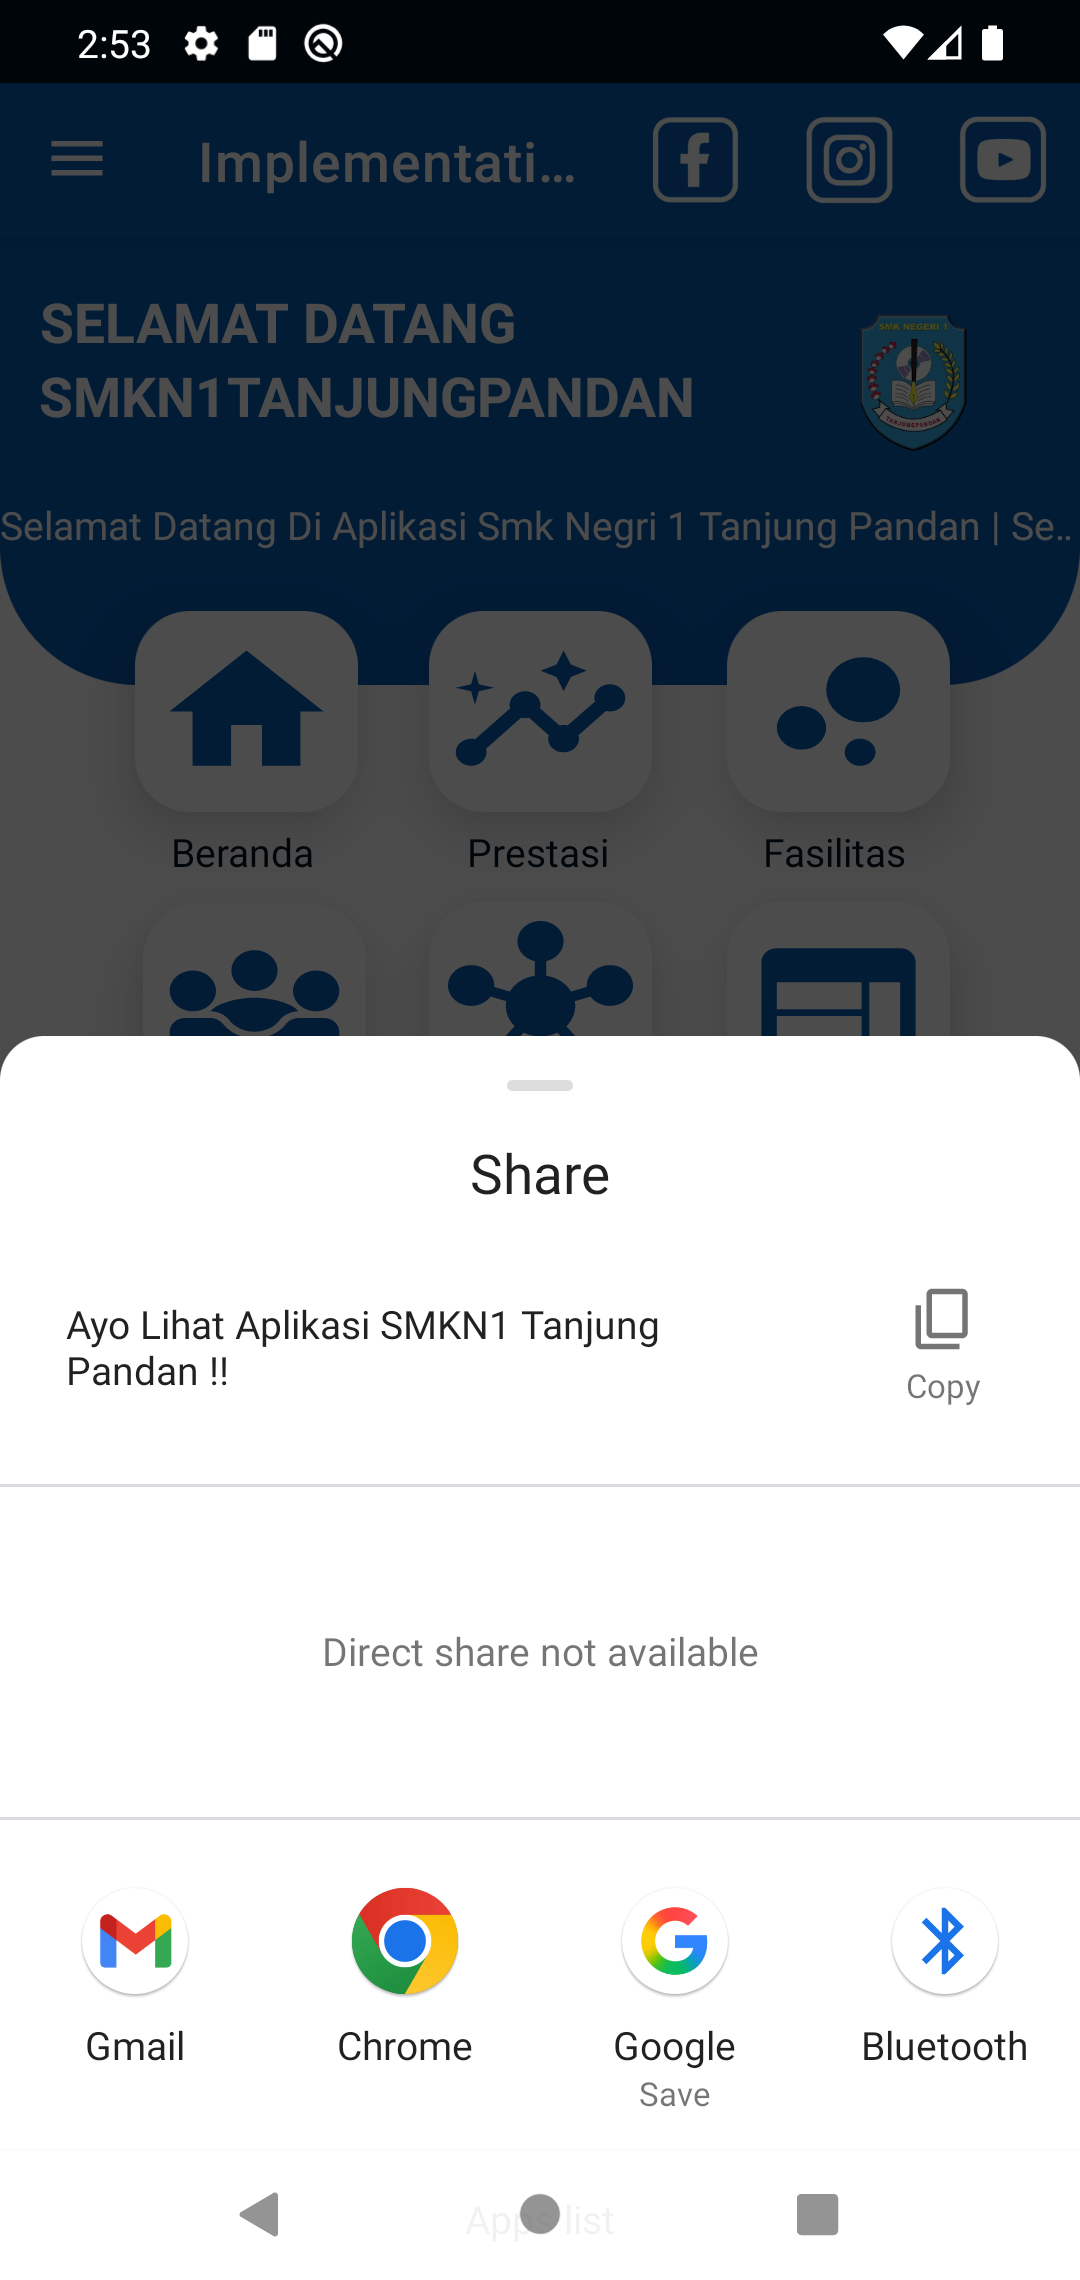 2:53
Implementati...
SELAMAT DATANG
SMKN1TANJUNGPANDAN
SMK NEGERI 1
TANJUNGPANDAN
Selamat Datang Di Aplikasi Smk Negri 1 Tanjung Pandan | Se..
Beranda
Prestasi
Fasilitas
Share
Ayo Lihat Aplikasi SMKN1 Tanjung
Pandan !!
Copy
Direct share not available
Gmail
Chrome
Google
Bluetooth
Save
Apps list